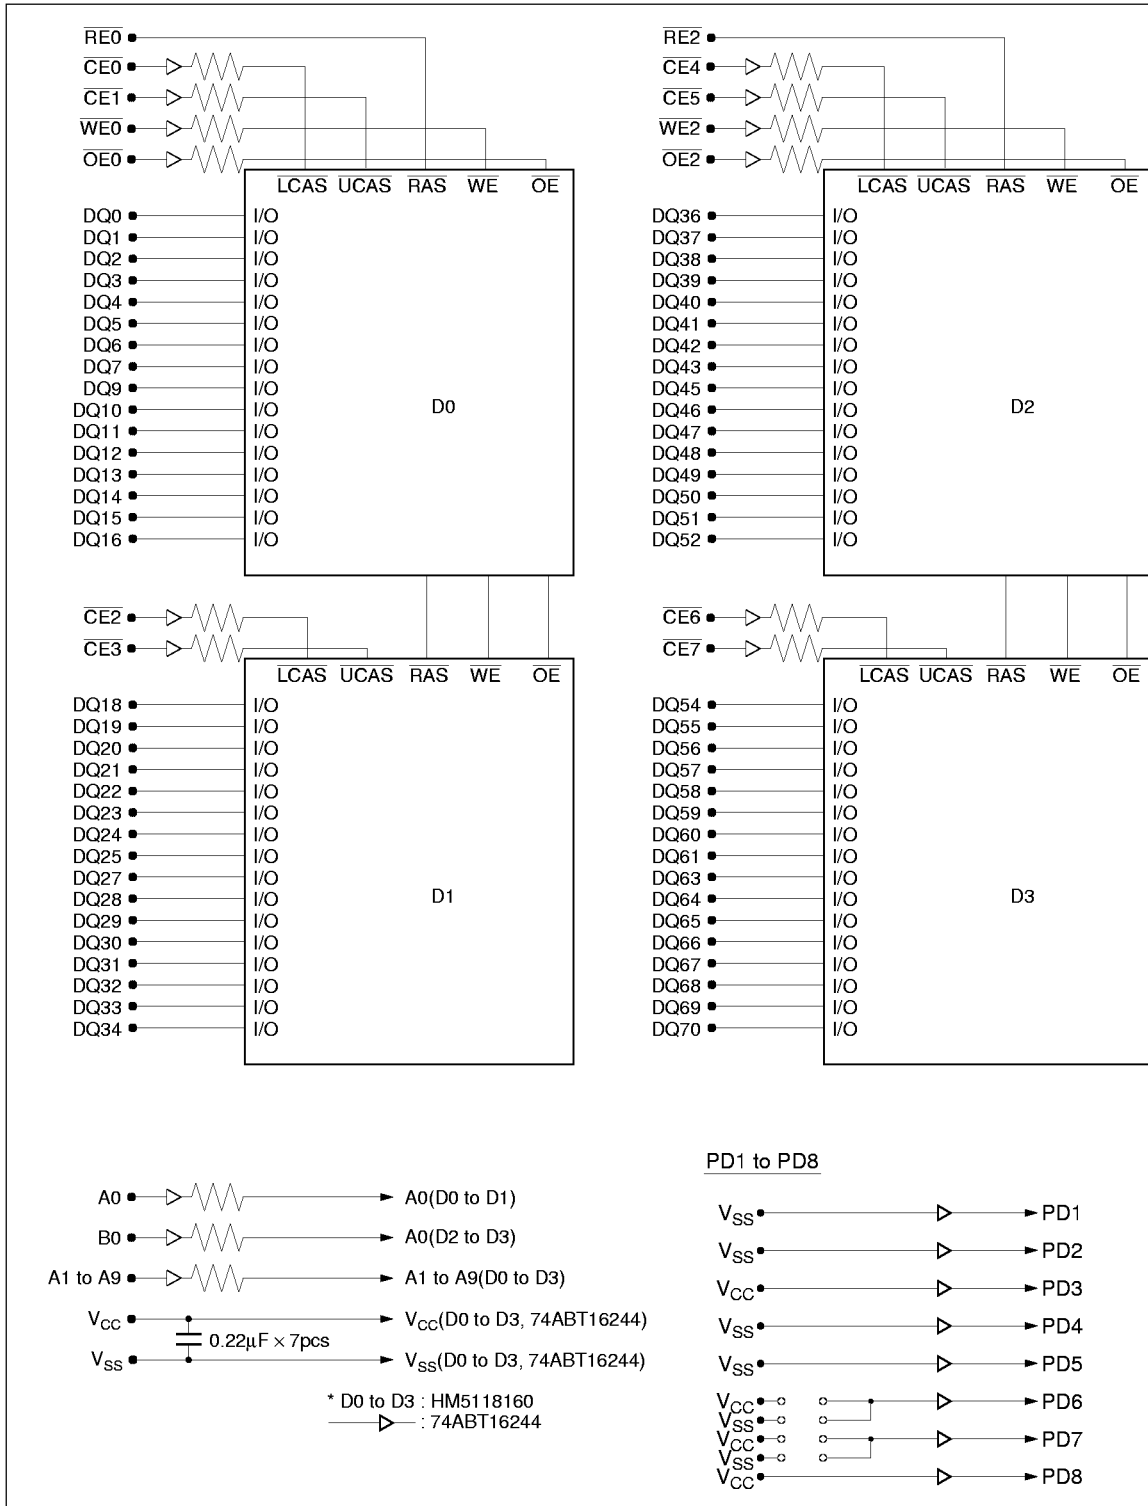 RE0
CE0
CE1
WE0
OE0
LCAS UCAS RAS WE OE
DQ0 I/O
DQ1 I/O
DQ2 I/O
DQ3 I/O
DQ4 I/O
DQ5 I/O
DQ6 I/O
DQ7 I/O
DQ9 I/O
DQ10 I/O
DQ11 I/O
DQ12 I/O
DQ13 I/O
DQ14 I/O
DQ15 I/O
DQ16 I/O
D0
CE2
CE3
LCAS UCAS RAS WE OE
DQ18 I/O
DQ19 I/O
DQ20 I/O
DQ21 I/O
DQ22 I/O
DQ23 I/O
DQ24 I/O
DQ25 I/O
DQ27 I/O
DQ28 I/O
DQ29 I/O
DQ30 I/O
DQ31 I/O
DQ32 I/O
DQ33 I/O
DQ34 I/O
D1
RE2
CE4
CE5
WE2
OE2
LCAS UCAS RAS WE OE
DQ36 I/O
DQ37 I/O
DQ38 I/O
DQ39 I/O
DQ40 I/O
DQ41 I/O
DQ42 I/O
DQ43 I/O
DQ45 I/O
DQ46 I/O
DQ47 I/O
DQ48 I/O
DQ49 I/O
DQ50 I/O
DQ51 I/O
DQ52 I/O
D2
CE6
CE7
LCAS UCAS RAS WE OE
DQ54 I/O
DQ55 I/O
DQ56 I/O
DQ57 I/O
DQ58 I/O
DQ59 I/O
DQ60 I/O
DQ61 I/O
DQ63 I/O
DQ64 I/O
DQ65 I/O
DQ66 I/O
DQ67 I/O
DQ68 I/O
DQ69 I/O
DQ70 I/O
D3
A0 A0(D0 to D1)
B0 A0(D2 to D3)
A1 to A9 A1 to A9(D0 to D3)
VCC VCC(D0 to D3, 74ABT16244)
0.22µF × 7pcs
VSS VSS(D0 to D3, 74ABT16244)
* D0 to D3 : HM5118160
: 74ABT16244
PD1 to PD8
VSS PD1
VSS PD2
VCC PD3
VSS PD4
VSS PD5
VCC PD6
VSS
VCC PD7
VSS
VCC PD8